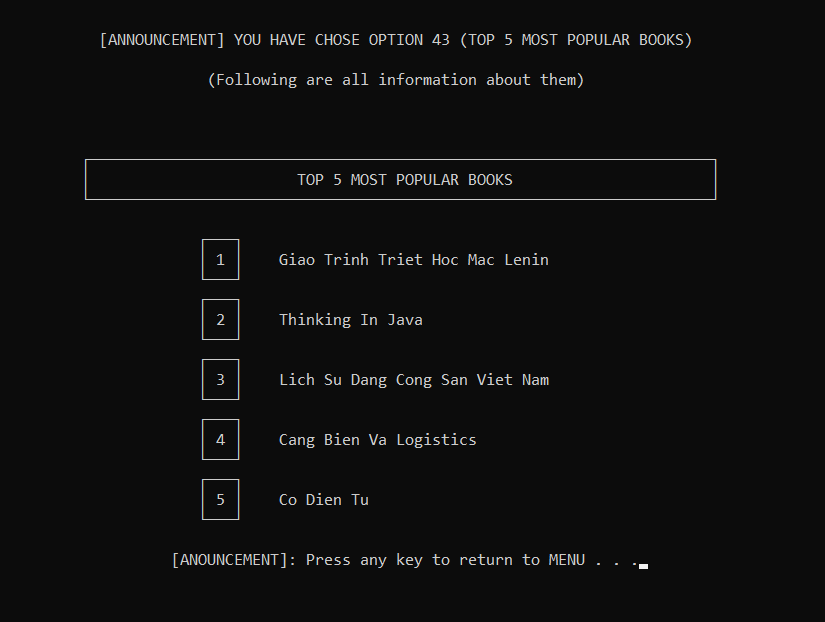 [ANNOUNCEMENT] YOU HAVE CHOSE OPTION 43 (TOP 5 MOST POPULAR BOOKS)
(Following are all information about them)
TOP 5 MOST POPULAR BOOKS
1 Giao Trinh Triet Hoc Mac Lenin
2 Thinking In Java
3 Lich Su Dang Cong San Viet Nam
4 Cang Bien Va Logistics
5 Co Dien Tu
[ANOUNCEMENT]: Press any key to return to MENU . . .